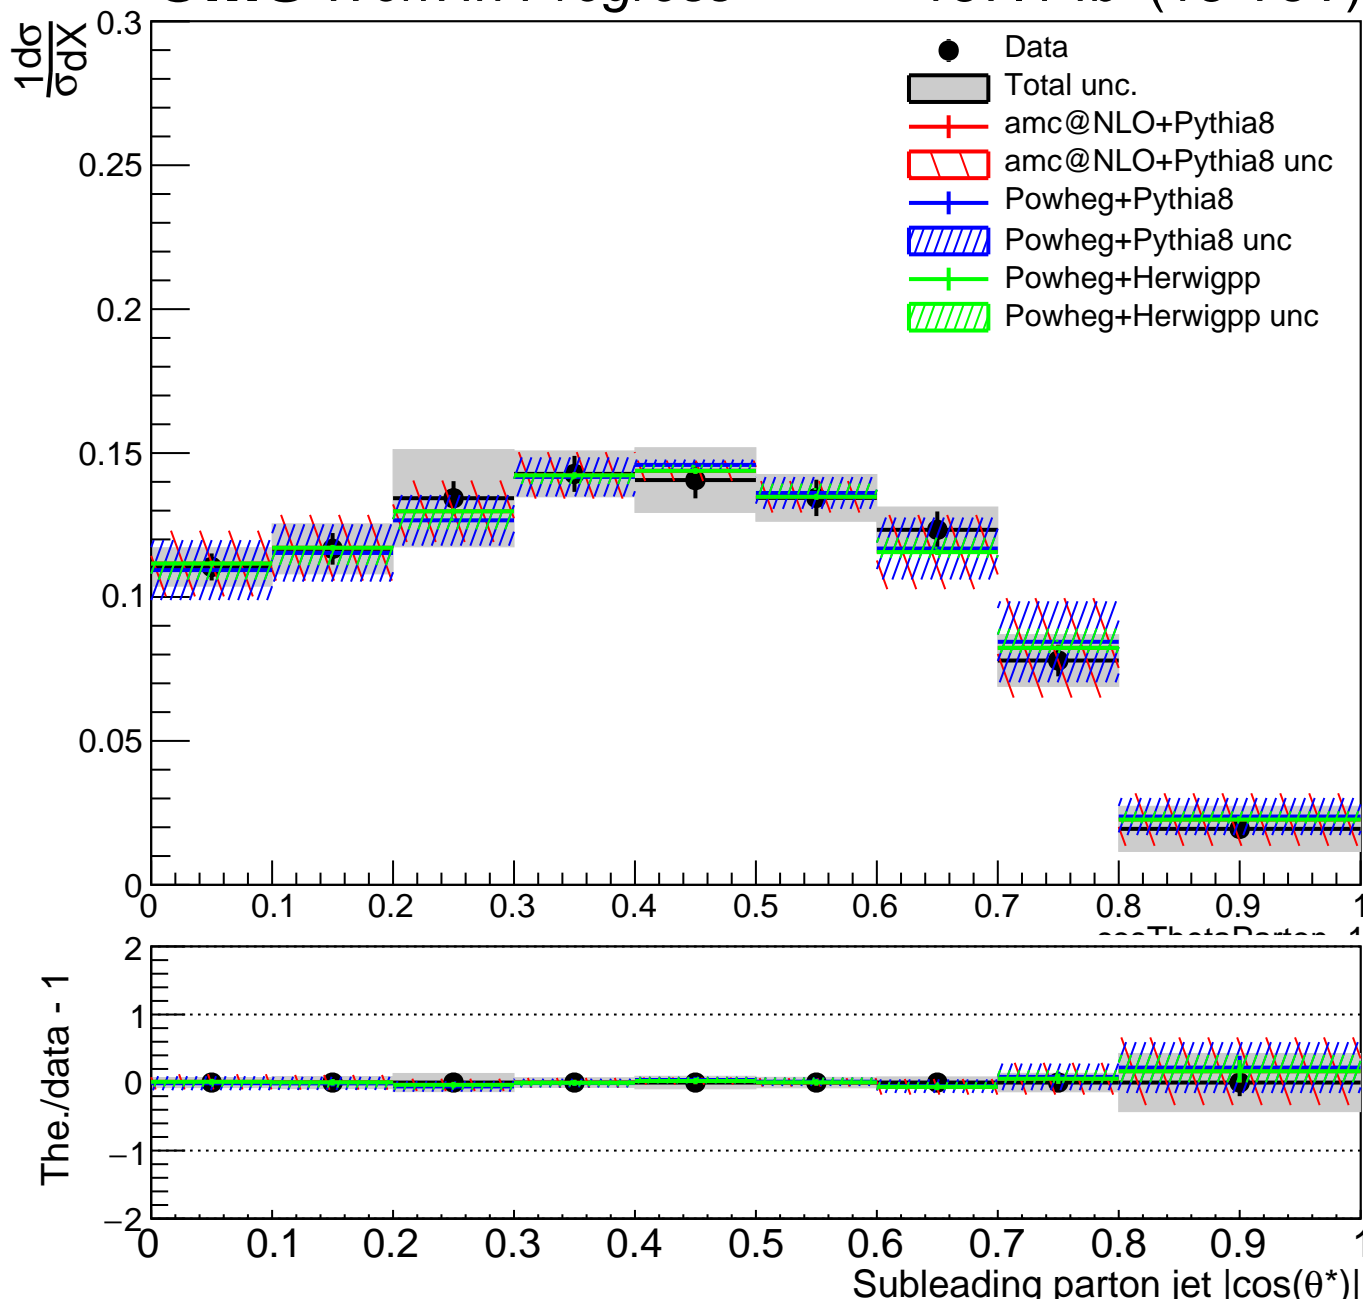 0.3
1dσ
σdX
Data
Total unc.
amc@NLO+Pythia8
amc@NLO+Pythia8 unc
Powheg+Pythia8
Powheg+Pythia8 unc
Powheg+Herwigpp
Powheg+Herwigpp unc
0.25
0.2
0.15
0.1
0.05
0
0 0.1 0.2 0.3 0.4 0.5 0.6 0.7 0.8 0.9 1
The./data - 1
2
1
0
−1
−2
0 0.1 0.2 0.3 0.4 0.5 0.6 0.7 0.8 0.9 1
Subleading parton jet |cos(θ*)|